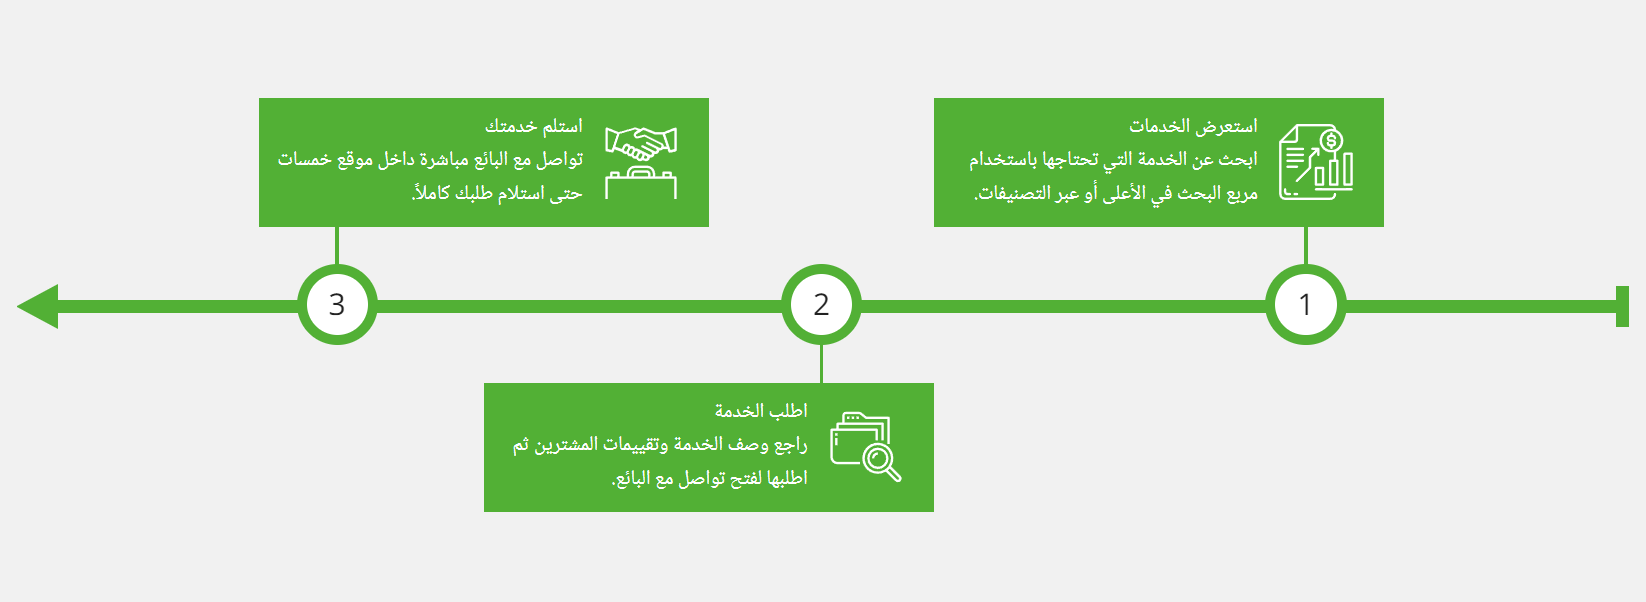 استعرض الخدمات
ابحث عن الخدمة التي تحتاجها باستخدام
مربع البحث في الأعلى أو عبر التصنيفات.
1
اطلب الخدمة
راجع وصف الخدمة وتقييمات المشترين ثم
اطلبها لفتح تواصل مع البائع.
2
استلم خدمتك
تواصل مع البائع مباشرة داخل موقع خمسات
حتى استلام طلبك كاملاً.
3